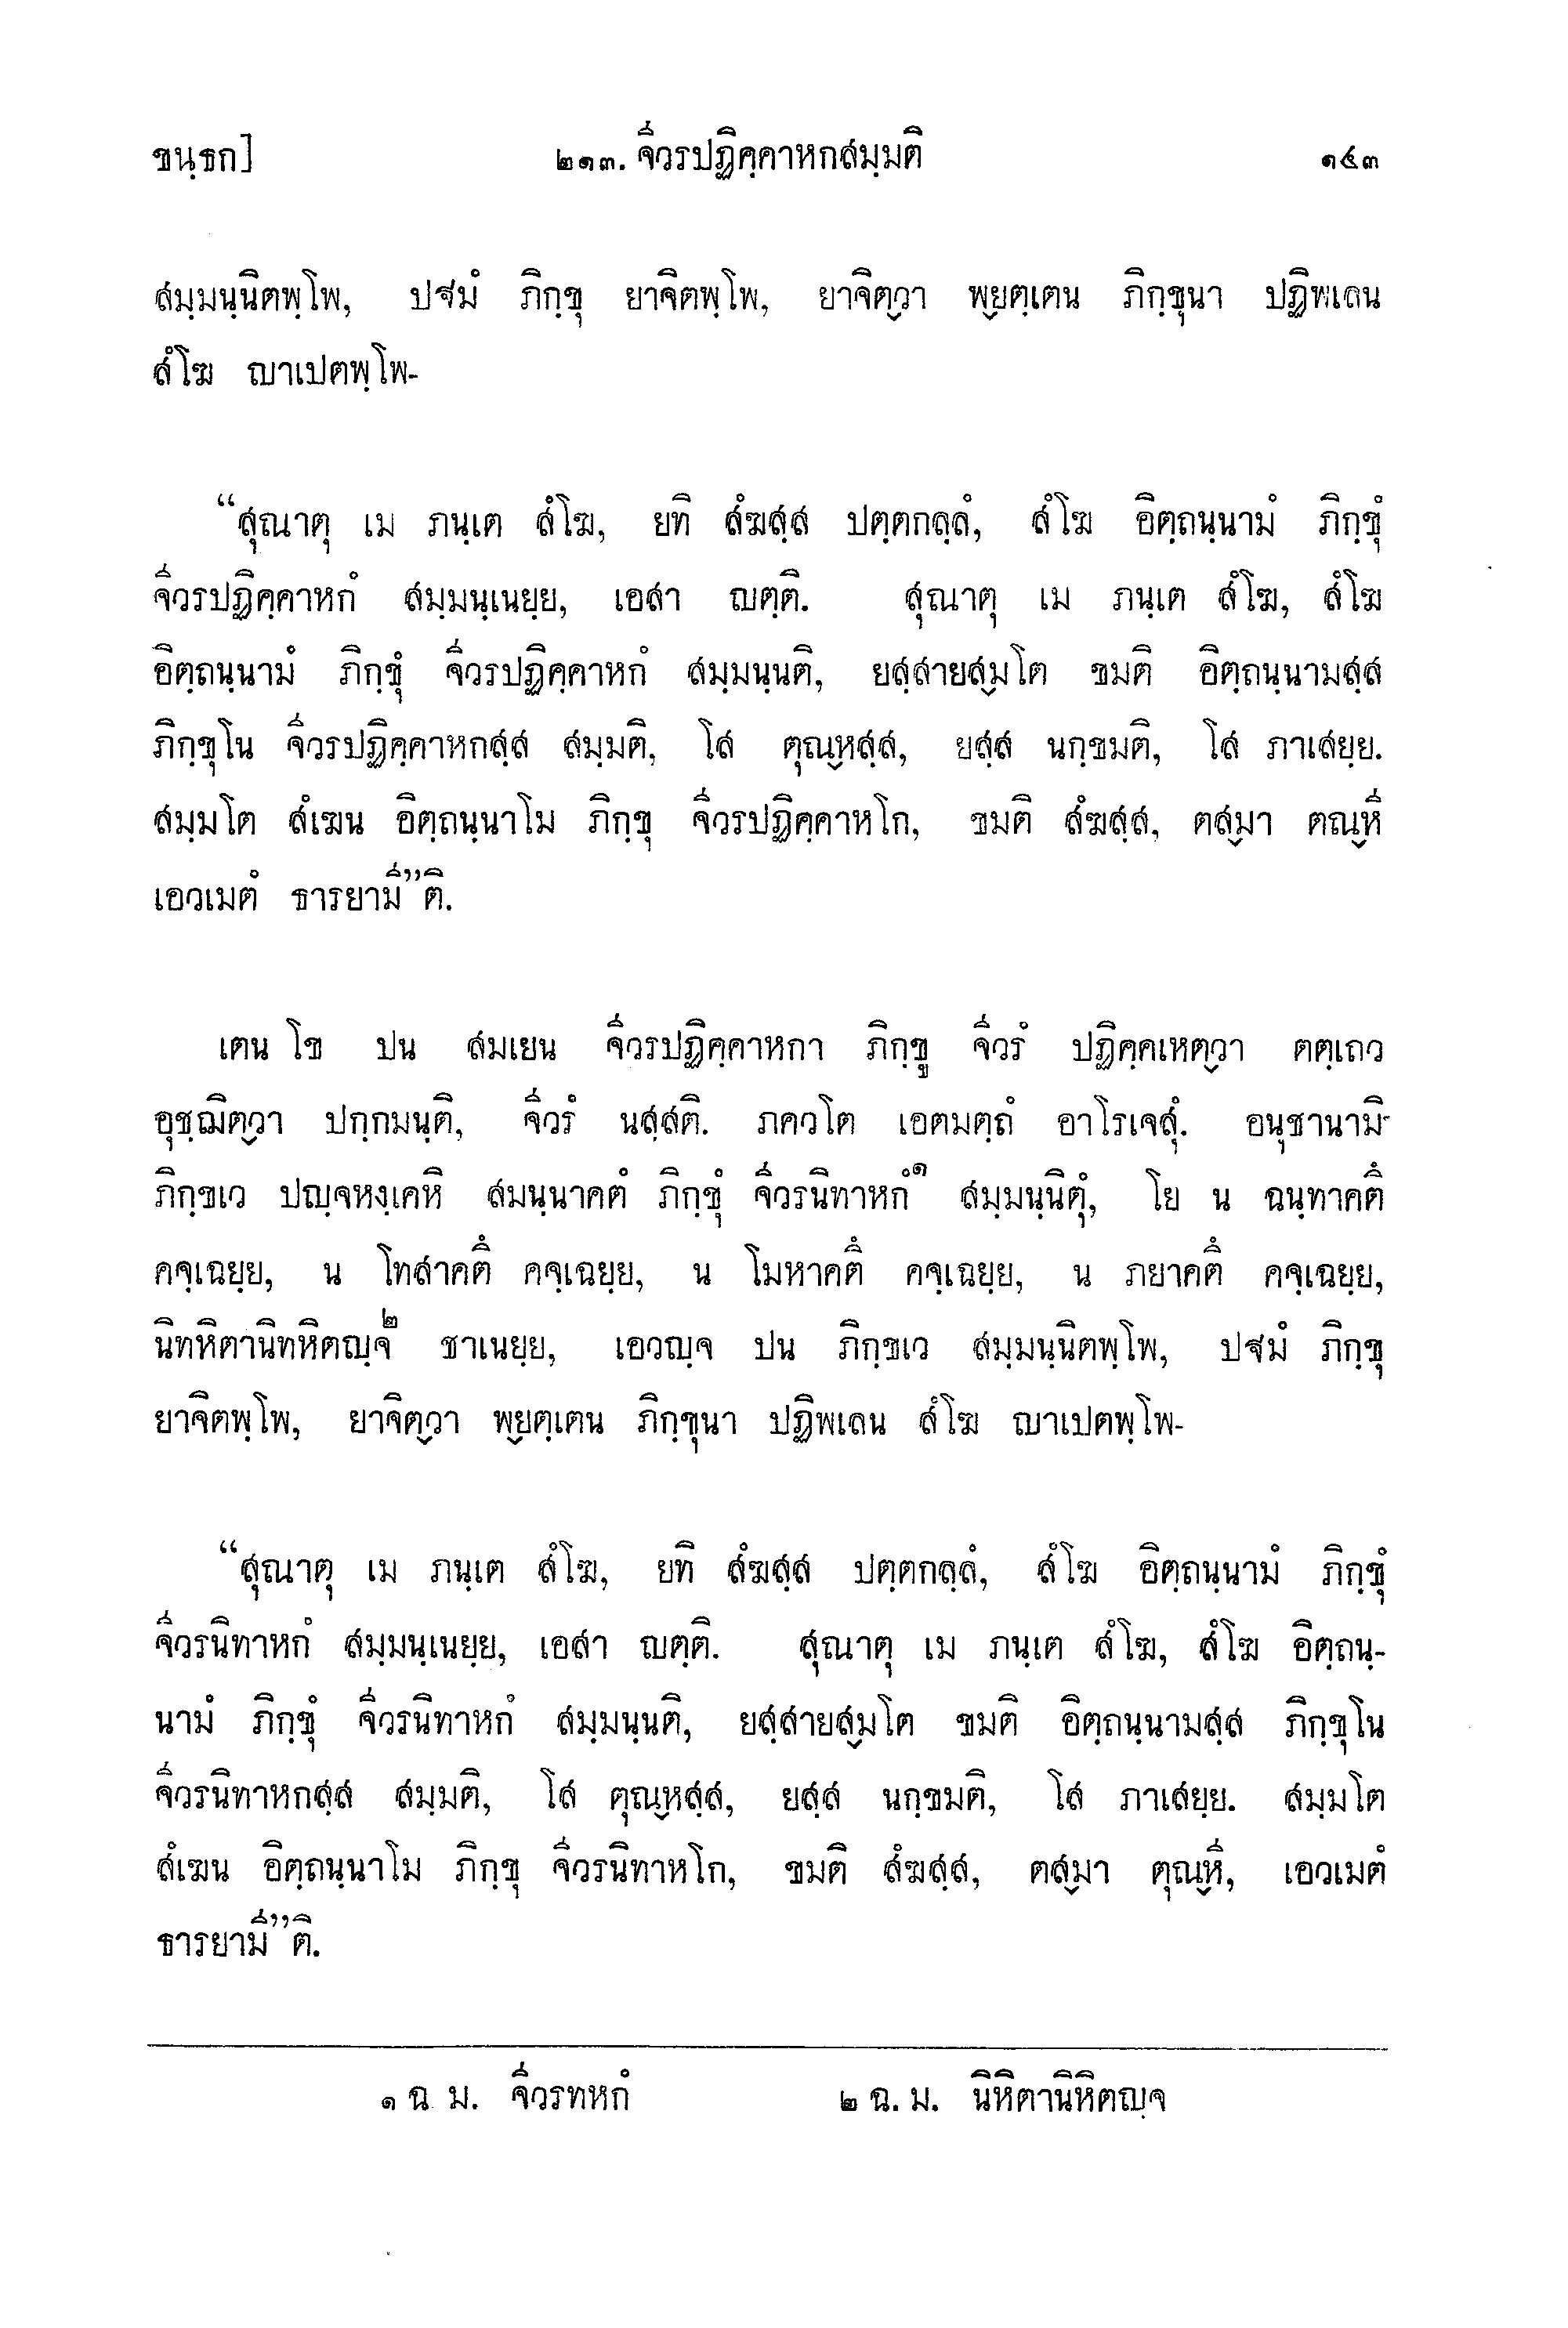 ขนฺธก] ๒๑๓. จีวรปฏิคฺคาหกสมฺมติ ๑๕๓
สมฺมนฺนิตพฺโพ, ปฐมํ ภิกฺขุ ยาจิตพฺโพ, ยาจิตฺวา พฺยตฺเตน ภิกฺขุนา ปฏิพเลน
สํโฆ ญาเปตพฺโพ-
“สุณาตุ เม ภนฺเต สํโฆ, ยทิ สํฆสฺส ปตฺตกลฺลํ, สํโฆ อิตฺถนฺนามํ ภิกฺขุํ
จีวรปฏิคฺคาหกํ สมฺมนฺเนยฺย, เอสา ญตฺติ. สุณาตุ เม ภนฺเต สํโฆ, สํโฆ
อิตฺถนฺนามํ ภิกฺขุํ จีวรปฏิคฺคาหกํ สมฺมนฺนติ, ยสฺสายสฺมโต ขมติ อิตฺถนฺนามสฺส
ภิกฺขุโน จีวรปฏิคฺคาหกสฺส สมฺมติ, โส ตุณฺหสฺส, ยสฺส นกฺขมติ, โส ภาเสยฺย.
สมฺมโต สํเฆน อิตฺถนฺนาโม ภิกฺขุ จีวรปฏิคฺคาหโก, ขมติ สํฆสฺส, ตสฺมา ตณฺหี
เอวเมตํ ธารยามี”ติ.
เตน โข ปน สมเยน จีวรปฏิคฺคาหกา ภิกฺขู จีวรํ ปฏิคฺคเหตฺวา ตตฺเถว
อุชฺฌิตฺวา ปกฺกมนฺติ, จีวรํ นสฺสติ. ภควโต เอตมตฺถํ อาโรเจสุํ. อนุชานามิ
ภิกฺขเว ปญฺจหงฺเคหิ สมนฺนาคตํ ภิกฺขุํ จีวรนิทาหกํ๑ สมฺมนฺนิตุํ, โย น ฉนฺทาคติํ
คจฺเฉยฺย, น โทสาคติํ คจฺเฉยฺย, น โมหาคติํ คจฺเฉยฺย, น ภยาคติํ คจฺเฉยฺย,
นิทหิตานิทหิตญฺจ๒ ชาเนยฺย, เอวญฺจ ปน ภิกฺขเว สมฺมนฺนิตพฺโพ, ปฐมํ ภิกฺขุ
ยาจิตพฺโพ, ยาจิตฺวา พฺยตฺเตน ภิกฺขุนา ปฏิพเลน สํโฆ ญาเปตพฺโพ-
“สุณาตุ เม ภนฺเต สํโฆ, ยทิ สํฆสฺส ปตฺตกลฺลํ, สํโฆ อิตฺถนฺนามํ ภิกฺขุํ
จีวรนิทาหกํ สมฺมนฺเนยฺย, เอสา ญตฺติ. สุณาตุ เม ภนฺเต สํโฆ, สํโฆ อิตฺถนฺ-
นามํ ภิกฺขุํ จีวรนิทาหกํ สมฺมนฺนติ, ยสฺสายสฺมโต ขมติ อิตฺถนฺนามสฺส ภิกฺขุโน
จีวรนิทาหกสฺส สมฺมติ, โส ตุณฺหสฺส, ยสฺส นกฺขมติ, โส ภาเสยฺย. สมฺมโต
สํเฆน อิตฺถนฺนาโม ภิกฺขุ จีวรนิทาหโก, ขมติ สํฆสฺส, ตสฺมา ตุณฺหี, เอวเมตํ
ธารยามี”ติ.
๑ ฉ ม. จีวรทหกํ ๒ ฉ. ม. นิหิตานิหิตญฺจ